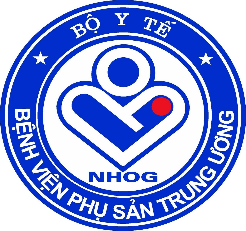 BỘ Y TẾ
NHOG
BỆNH VIỆN PHỤ SẢN TRUNG ƯƠNG